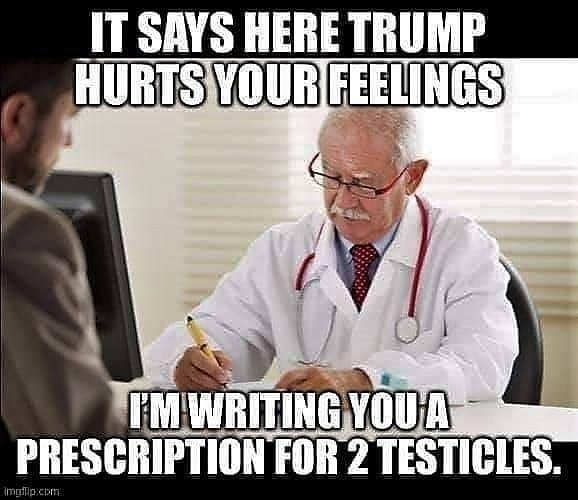 IT SAYS HERE TRUMP
HURTS YOUR FEELINGS
I'M WRITING YOU A
PRESCRIPTION FOR 2 TESTICLES.
imgflip.com